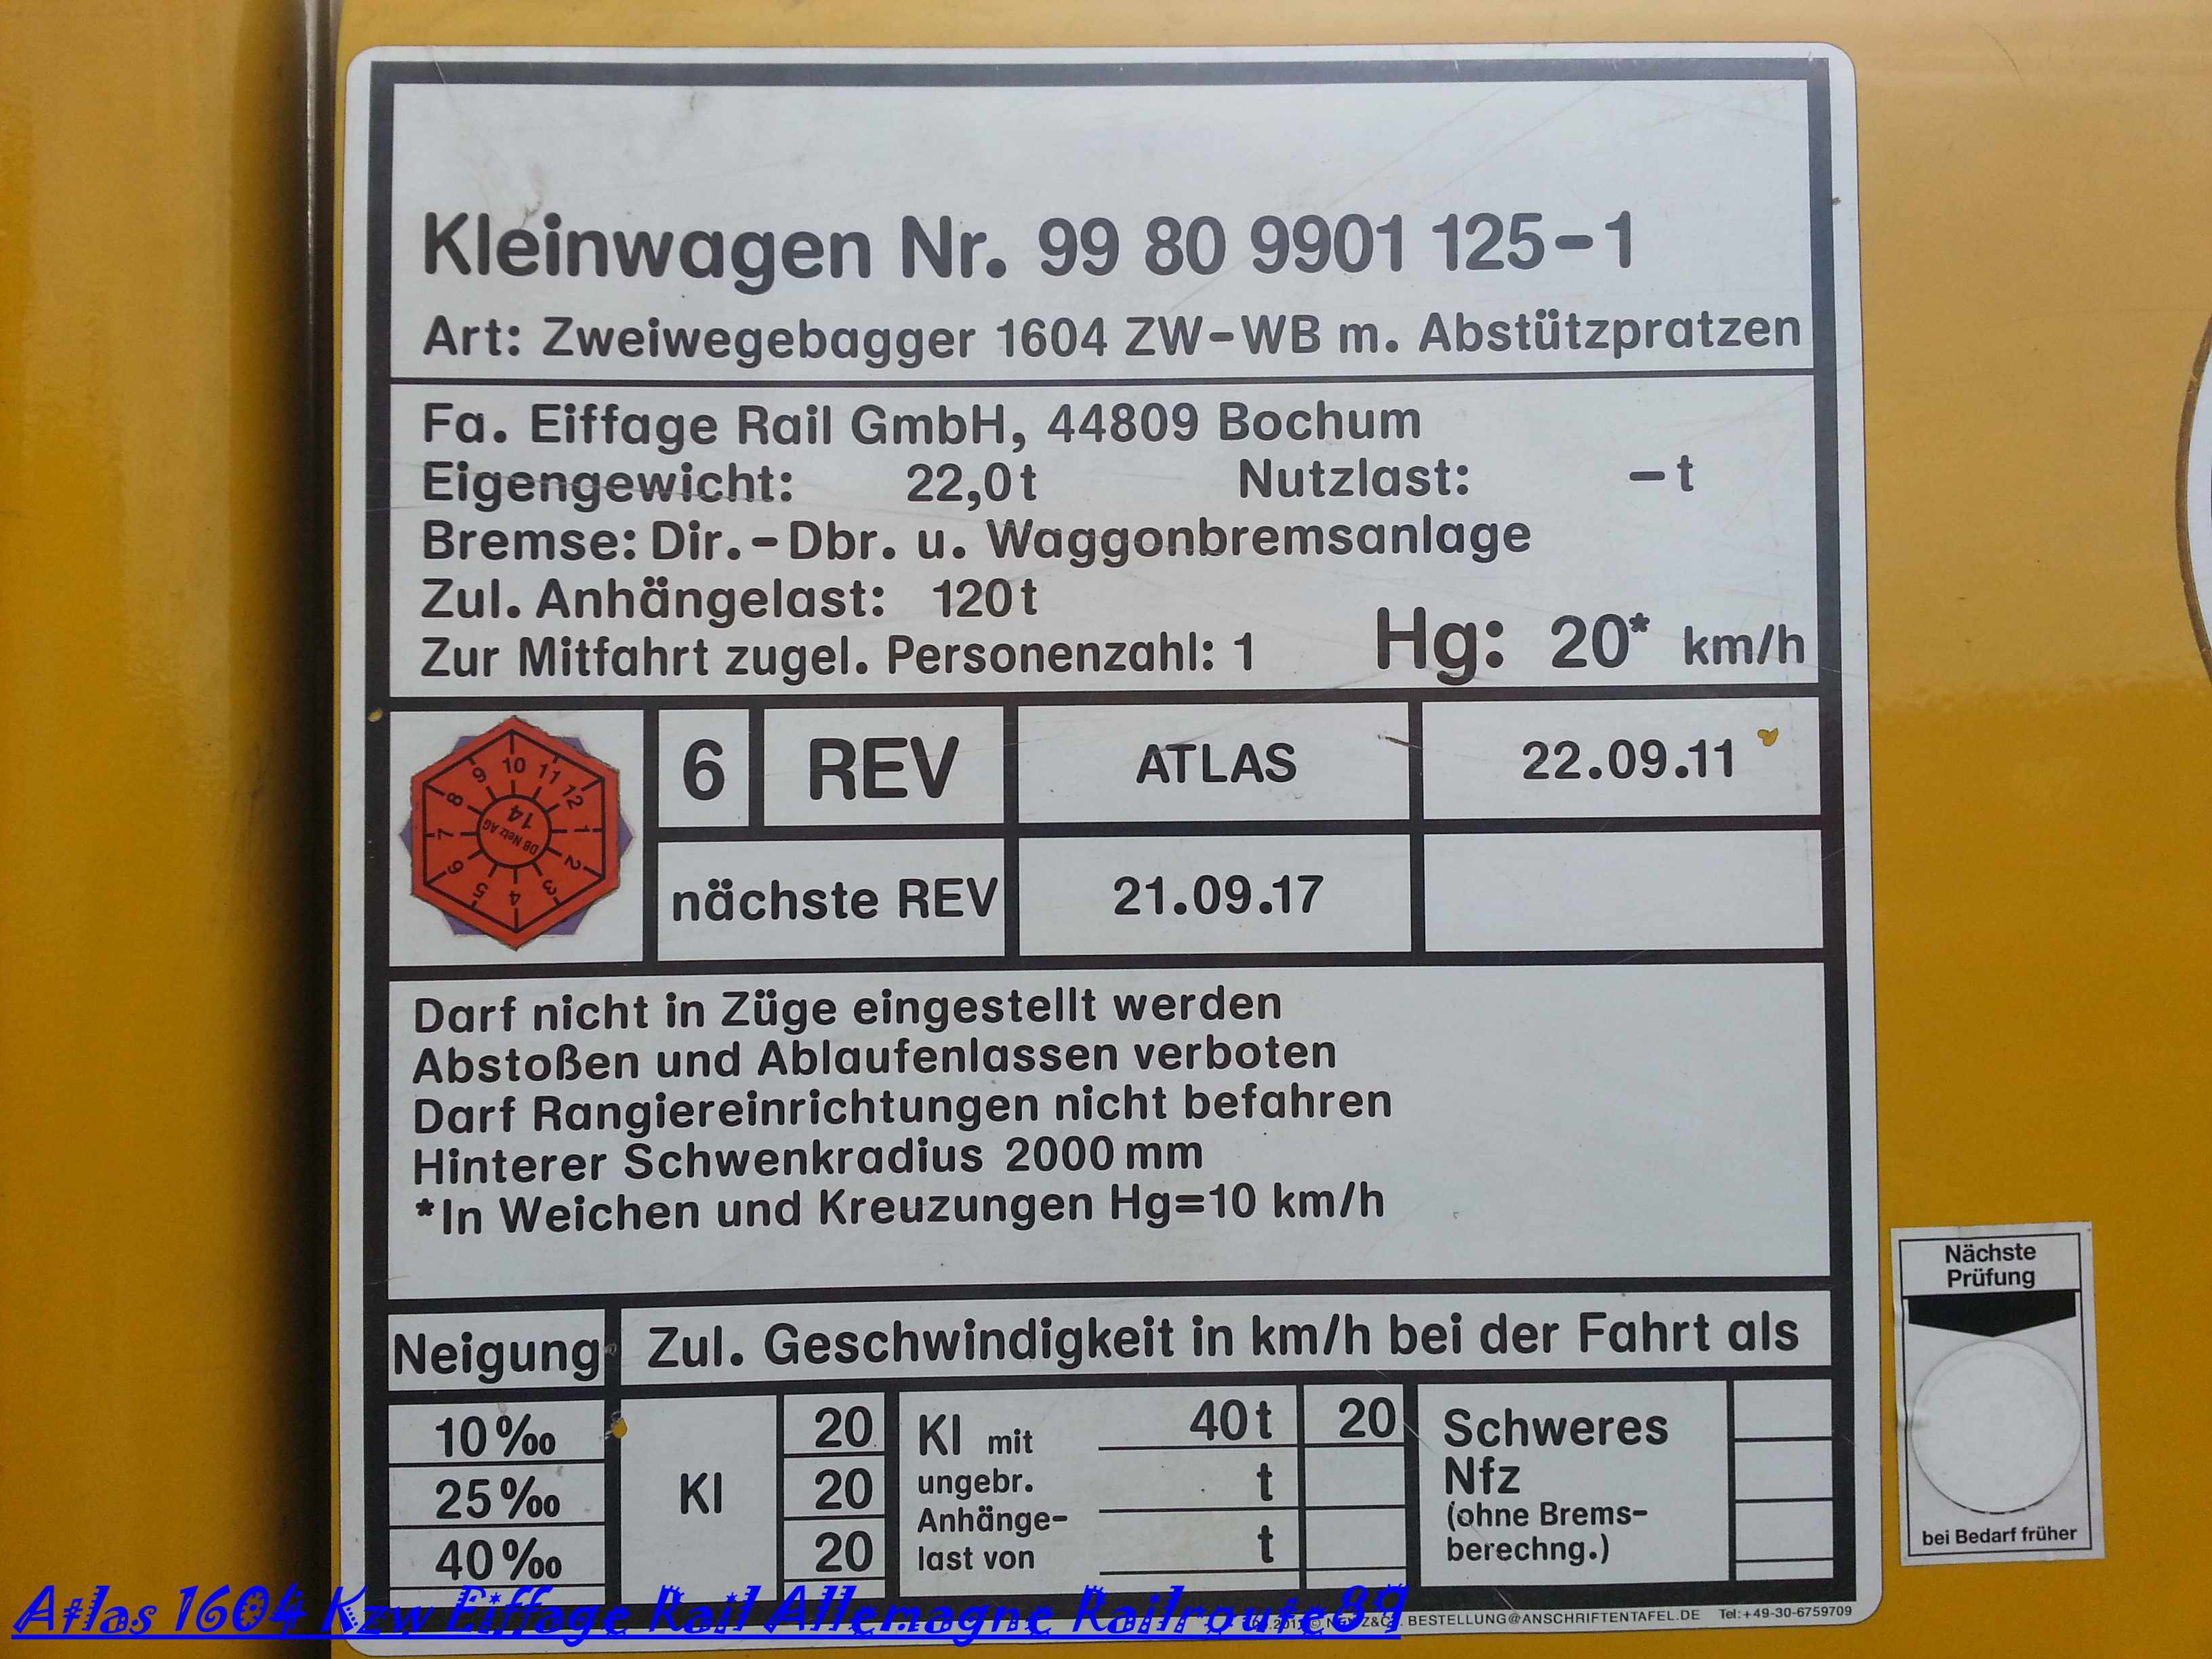 Kleinwagen Nr. 99 80 9901 125-1
Art: Zweiwegebagger 1604 ZW-WB m. Abstützpratzen
Fa. Eiffage Rail GmbH, 44809 Bochum
Eigengewicht: 22,0t Nutzlast: -t
Bremse: Dir.-Dbr. u. Waggonbremsanlage
Zul. Anhängelast: 120t
Zur Mitfahrt zugel. Personenzahl: 1 Hg: 20* km/h
1 2 3 4 5 6 7 8 9 10 11 12
14
DB Netz AG
6 REV ATLAS 22.09.11
nächste REV 21.09.17
Darf nicht in Züge eingestellt werden
Abstoßen und Ablaufenlassen verboten
Darf Rangiereinrichtungen nicht befahren
Hinterer Schwenkradius 2000 mm
*In Weichen und Kreuzungen Hg=10 km/h
Neigung Zul. Geschwindigkeit in km/h bei der Fahrt als
10‰ 20
25‰ 20
40‰ 20
Kl
Kl mit
ungebr.
Anhänge-
last von
40t 20
t
t
Schweres
Nfz
(ohne Brems-
berechng.)
Nächste
Prüfung
bei Bedarf früher
BESTELLUNG@ANSCHRIFTENTAFEL.DE Tel:+49-30-6759709
Atlas 1604 Kzw Eiffage Rail Allemagne Railroute89